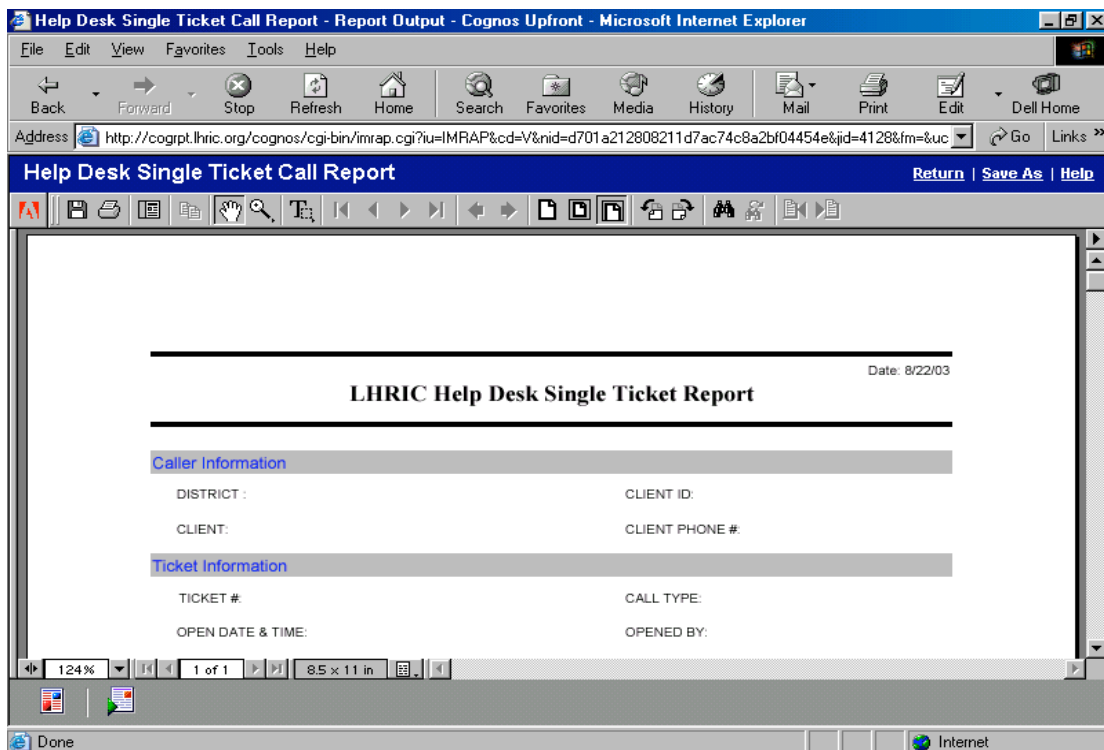 Help Desk Single Ticket Call Report - Report Output - Cognos Upfront - Microsoft Internet Explorer
File Edit View Favorites Tools Help
Back Forward Stop Refresh Home Search Favorites Media History Mail Print Edit Dell Home
Address http://cogrpt.lhric.org/cognos/cgi-bin/imrap.cgi?iu=IMRAP&cd=V&nid=d701a212808211d7ac74c8a2bf04454e&jid=4128&fm=&uc Go Links »
Help Desk Single Ticket Call Report Return | Save As | Help
Date: 8/22/03
LHRIC Help Desk Single Ticket Report
Caller Information
DISTRICT : CLIENT ID:
CLIENT: CLIENT PHONE #:
Ticket Information
TICKET #: CALL TYPE:
OPEN DATE & TIME: OPENED BY:
124% 1 of 1 8.5 x 11 in
Done Internet